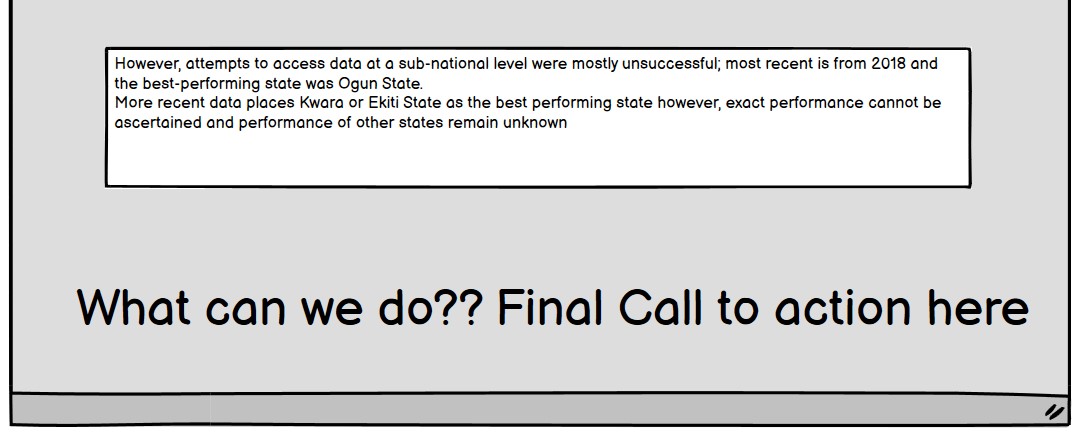 However, attempts to access data at a sub-national level were mostly unsuccessful; most recent is from 2018 and
the best-performing state was Ogun State.
More recent data places Kwara or Ekiti State as the best performing state however, exact performance cannot be
ascertained and performance of other states remain unknown
What can we do?? Final Call to action here